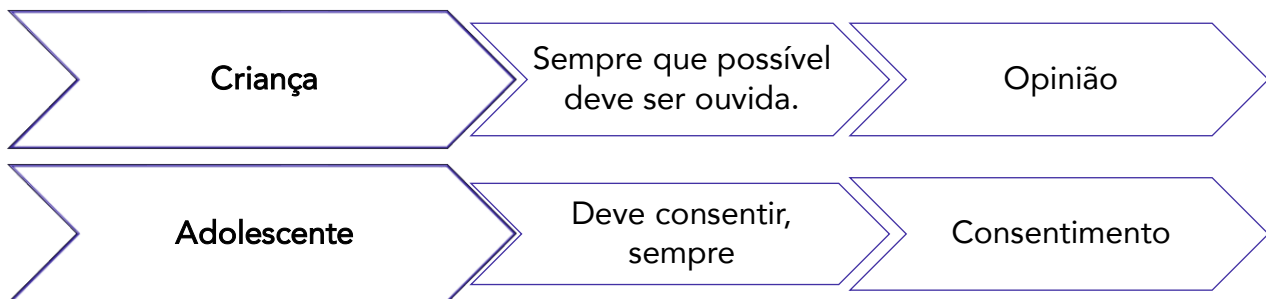 Criança
Sempre que possível
deve ser ouvida.
Opinião
Adolescente
Deve consentir,
sempre
Consentimento